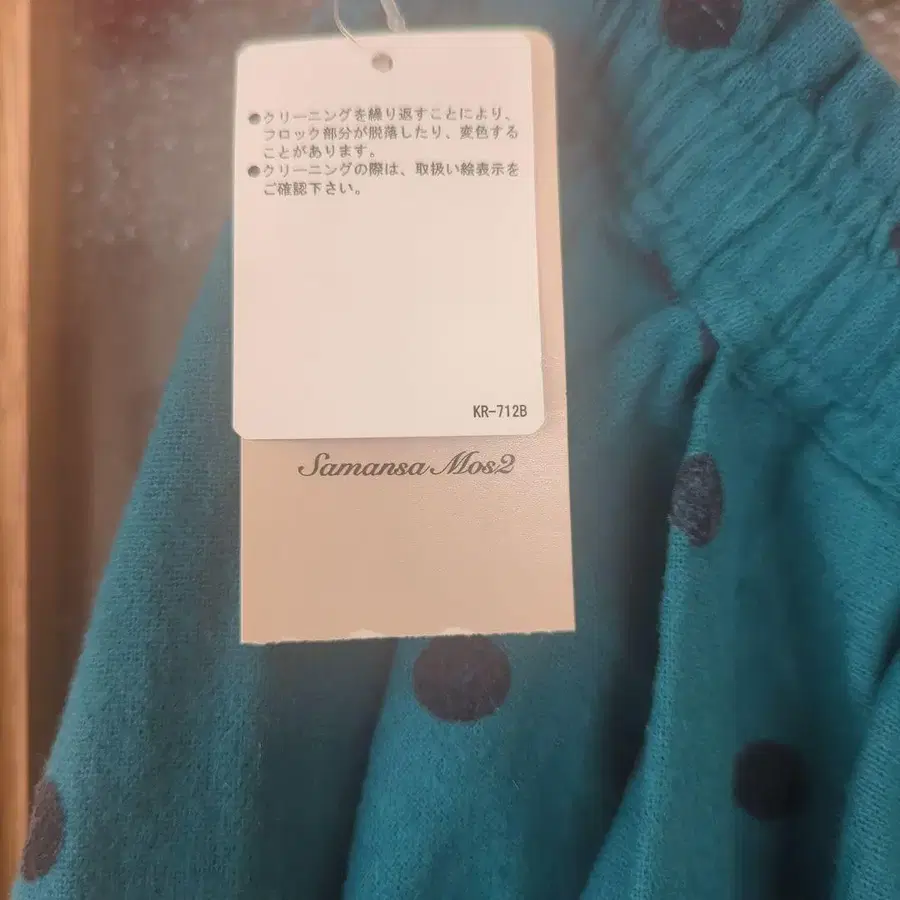 ●クリーニングを繰り返すことにより、
フロック部分が脱落したり、変色する
ことがあります。
●クリーニングの際は、取扱い絵表示を
ご確認下さい。
KR-712B
Samansa Mos2